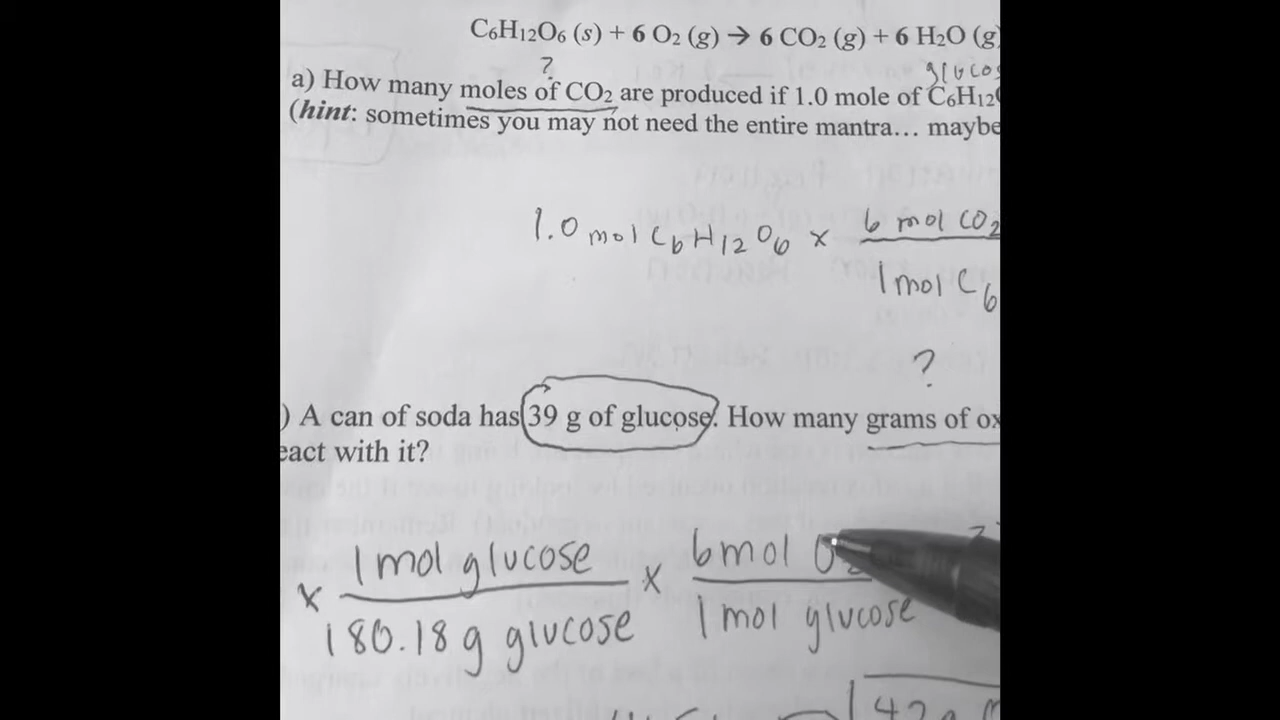 C₆H₁₂O₆ (s) + 6 O₂ (g) → 6 CO₂ (g) + 6 H₂O (g)
?
glucos
a) How many moles of CO₂ are produced if 1.0 mole of C₆H₁₂
(hint: sometimes you may not need the entire mantra... maybe
1.0 mol C₆H₁₂O₆ x 6 mol CO₂
1 mol C₆
?
) A can of soda has 39 g of glucose. How many grams of ox
eact with it?
x 1 mol glucose x 6 mol O₂
180.18 g glucose 1 mol glucose